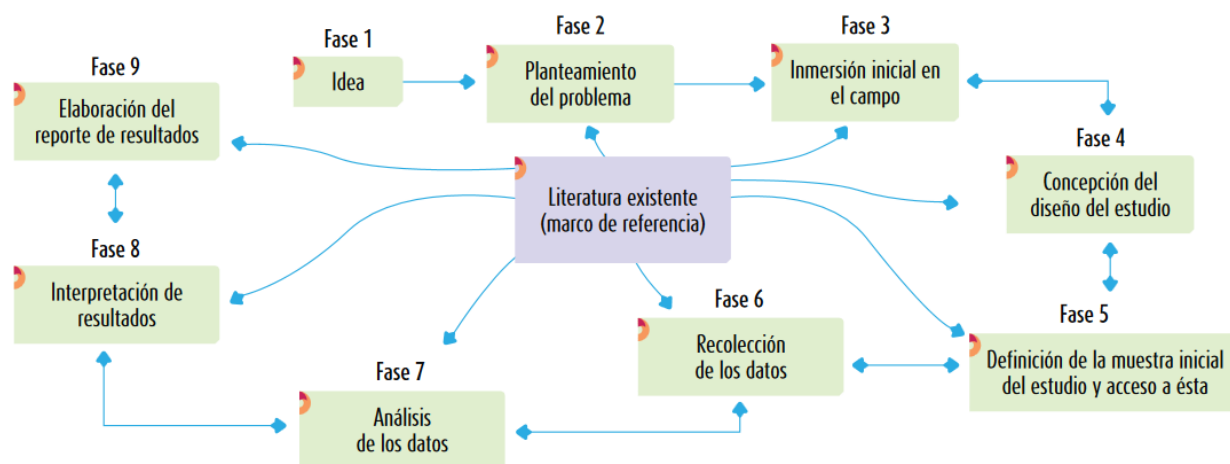 Fase 1
Idea
Fase 2
Planteamiento
del problema
Fase 3
Inmersión inicial en
el campo
Fase 4
Concepción del
diseño del estudio
Fase 5
Definición de la muestra inicial
del estudio y acceso a ésta
Fase 6
Recolección
de los datos
Fase 7
Análisis
de los datos
Fase 8
Interpretación de
resultados
Fase 9
Elaboración del
reporte de resultados
Literatura existente
(marco de referencia)